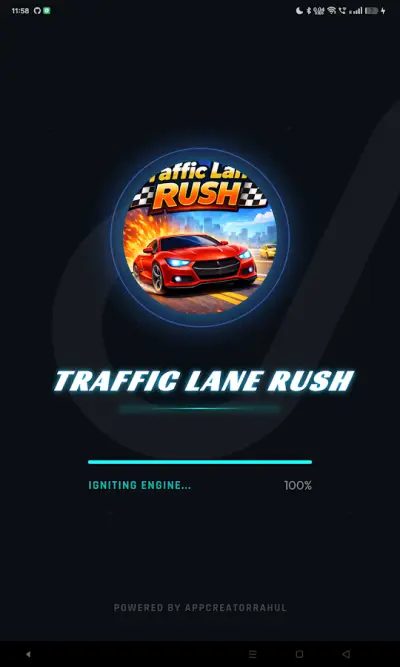 11:58
Traffic Lane
RUSH
TRAFFIC LANE RUSH
IGNITING ENGINE... 100%
POWERED BY APPCREATORRAHUL